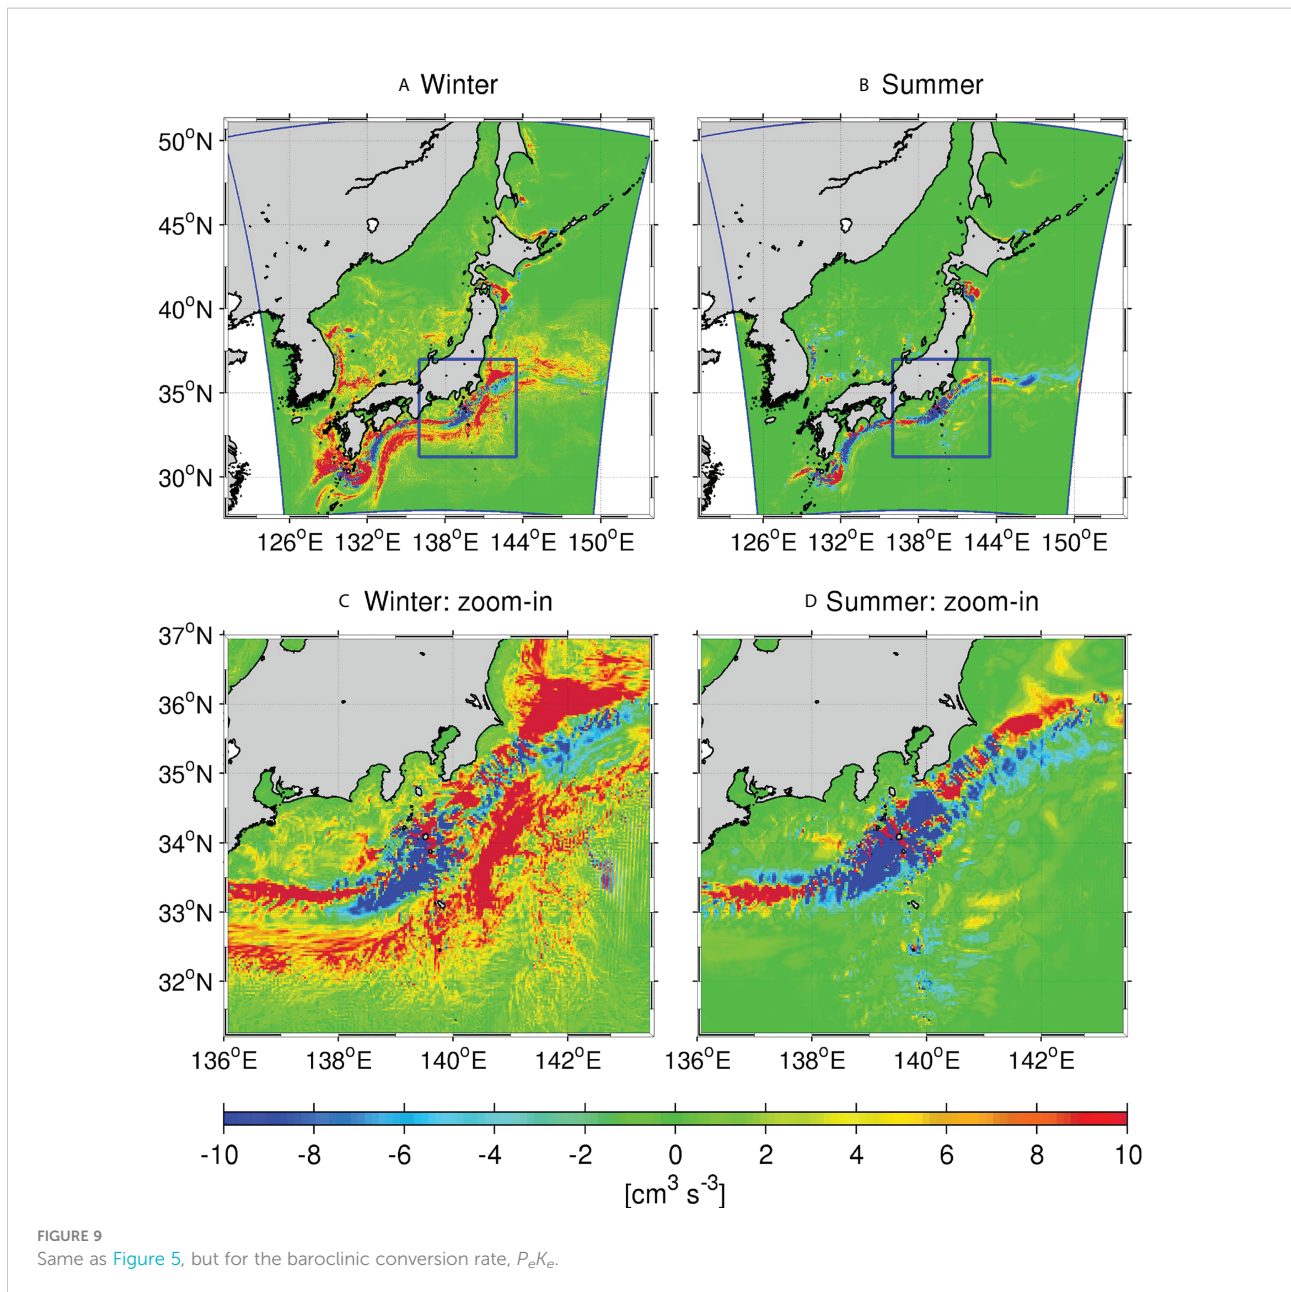 A Winter
B Summer
50°N
45°N
40°N
35°N
30°N
126°E 132°E 138°E 144°E 150°E
126°E 132°E 138°E 144°E 150°E
C Winter: zoom-in
D Summer: zoom-in
37°N
36°N
35°N
34°N
33°N
32°N
136°E 138°E 140°E 142°E
136°E 138°E 140°E 142°E
-10 -8 -6 -4 -2 0 2 4 6 8 10
[cm³ s⁻³]
FIGURE 9
Same as Figure 5, but for the baroclinic conversion rate, PₑKₑ.